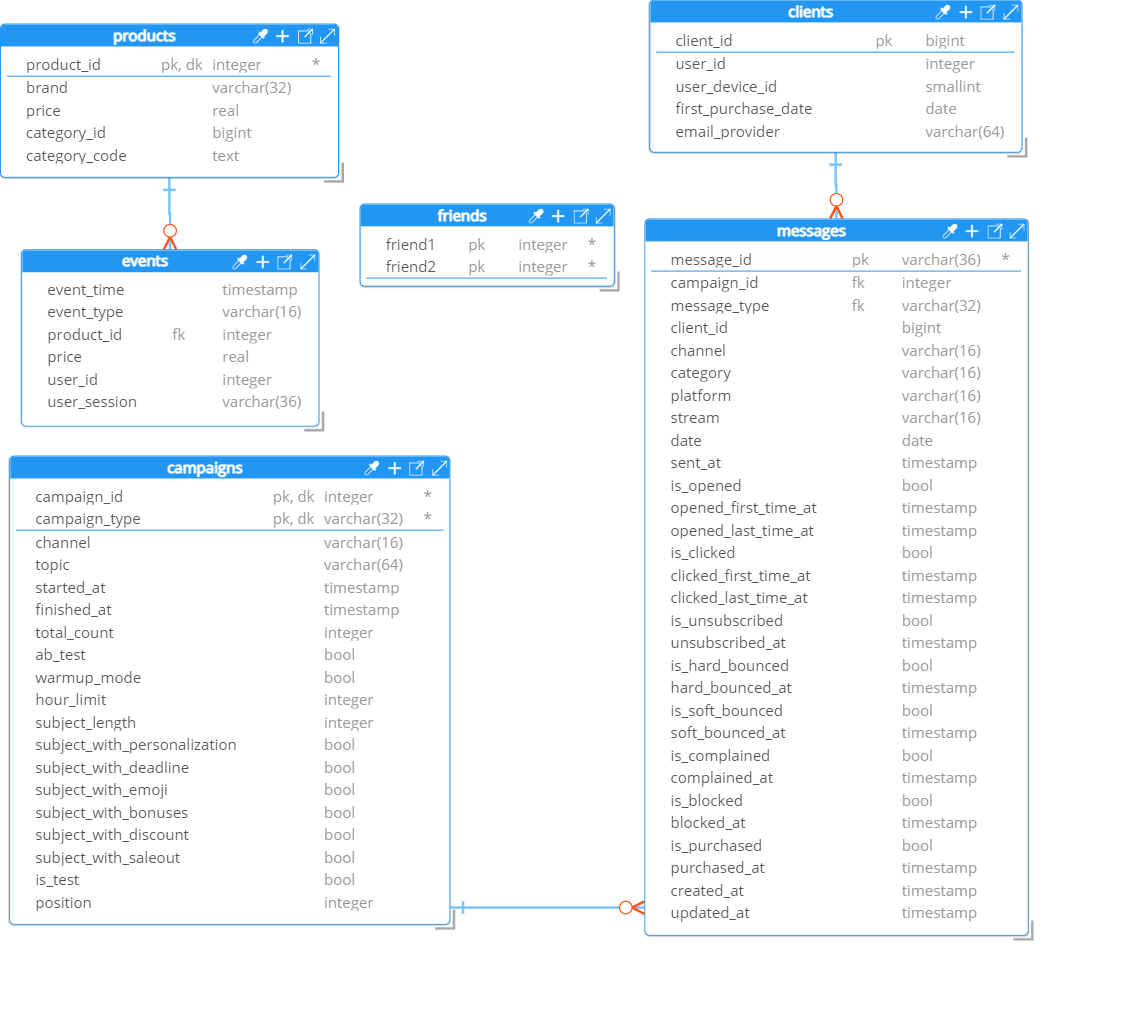 products
product_id pk, dk integer *
brand varchar(32)
price real
category_id bigint
category_code text
clients
client_id pk bigint
user_id integer
user_device_id smallint
first_purchase_date date
email_provider varchar(64)
friends
friend1 pk integer *
friend2 pk integer *
events
event_time timestamp
event_type varchar(16)
product_id fk integer
price real
user_id integer
user_session varchar(36)
messages
message_id pk varchar(36) *
campaign_id fk integer
message_type fk varchar(32)
client_id bigint
channel varchar(16)
category varchar(16)
platform varchar(16)
stream varchar(16)
date date
sent_at timestamp
is_opened bool
opened_first_time_at timestamp
opened_last_time_at timestamp
is_clicked bool
clicked_first_time_at timestamp
clicked_last_time_at timestamp
is_unsubscribed bool
unsubscribed_at timestamp
is_hard_bounced bool
hard_bounced_at timestamp
is_soft_bounced bool
soft_bounced_at timestamp
is_complained bool
complained_at timestamp
is_blocked bool
blocked_at timestamp
is_purchased bool
purchased_at timestamp
created_at timestamp
updated_at timestamp
campaigns
campaign_id pk, dk integer *
campaign_type pk, dk varchar(32) *
channel varchar(16)
topic varchar(64)
started_at timestamp
finished_at timestamp
total_count integer
ab_test bool
warmup_mode bool
hour_limit integer
subject_length integer
subject_with_personalization bool
subject_with_deadline bool
subject_with_emoji bool
subject_with_bonuses bool
subject_with_discount bool
subject_with_saleout bool
is_test bool
position integer